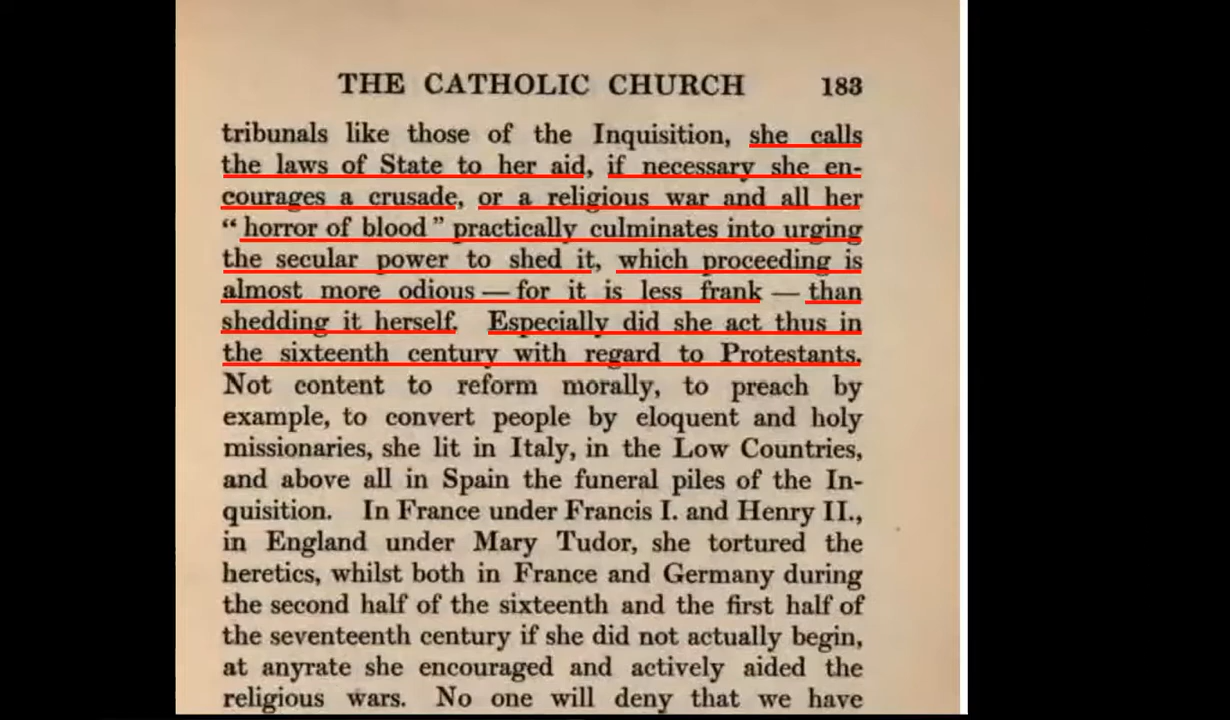 THE CATHOLIC CHURCH 183
tribunals like those of the Inquisition, she calls
the laws of State to her aid, if necessary she en-
courages a crusade, or a religious war and all her
“horror of blood” practically culminates into urging
the secular power to shed it, which proceeding is
almost more odious — for it is less frank — than
shedding it herself. Especially did she act thus in
the sixteenth century with regard to Protestants.
Not content to reform morally, to preach by
example, to convert people by eloquent and holy
missionaries, she lit in Italy, in the Low Countries,
and above all in Spain the funeral piles of the In-
quisition. In France under Francis I. and Henry II.,
in England under Mary Tudor, she tortured the
heretics, whilst both in France and Germany during
the second half of the sixteenth and the first half of
the seventeenth century if she did not actually begin,
at anyrate she encouraged and actively aided the
religious wars. No one will deny that we have